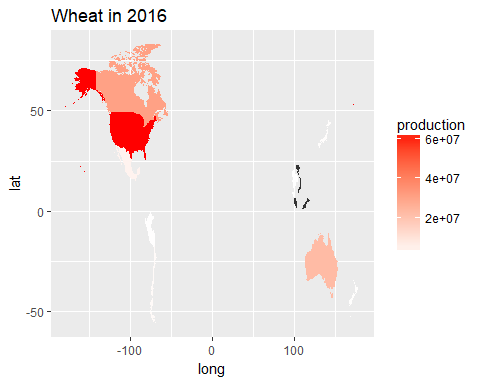 Wheat in 2016
lat
50
0
-50
-100
0
100
long
production
6e+07
4e+07
2e+07